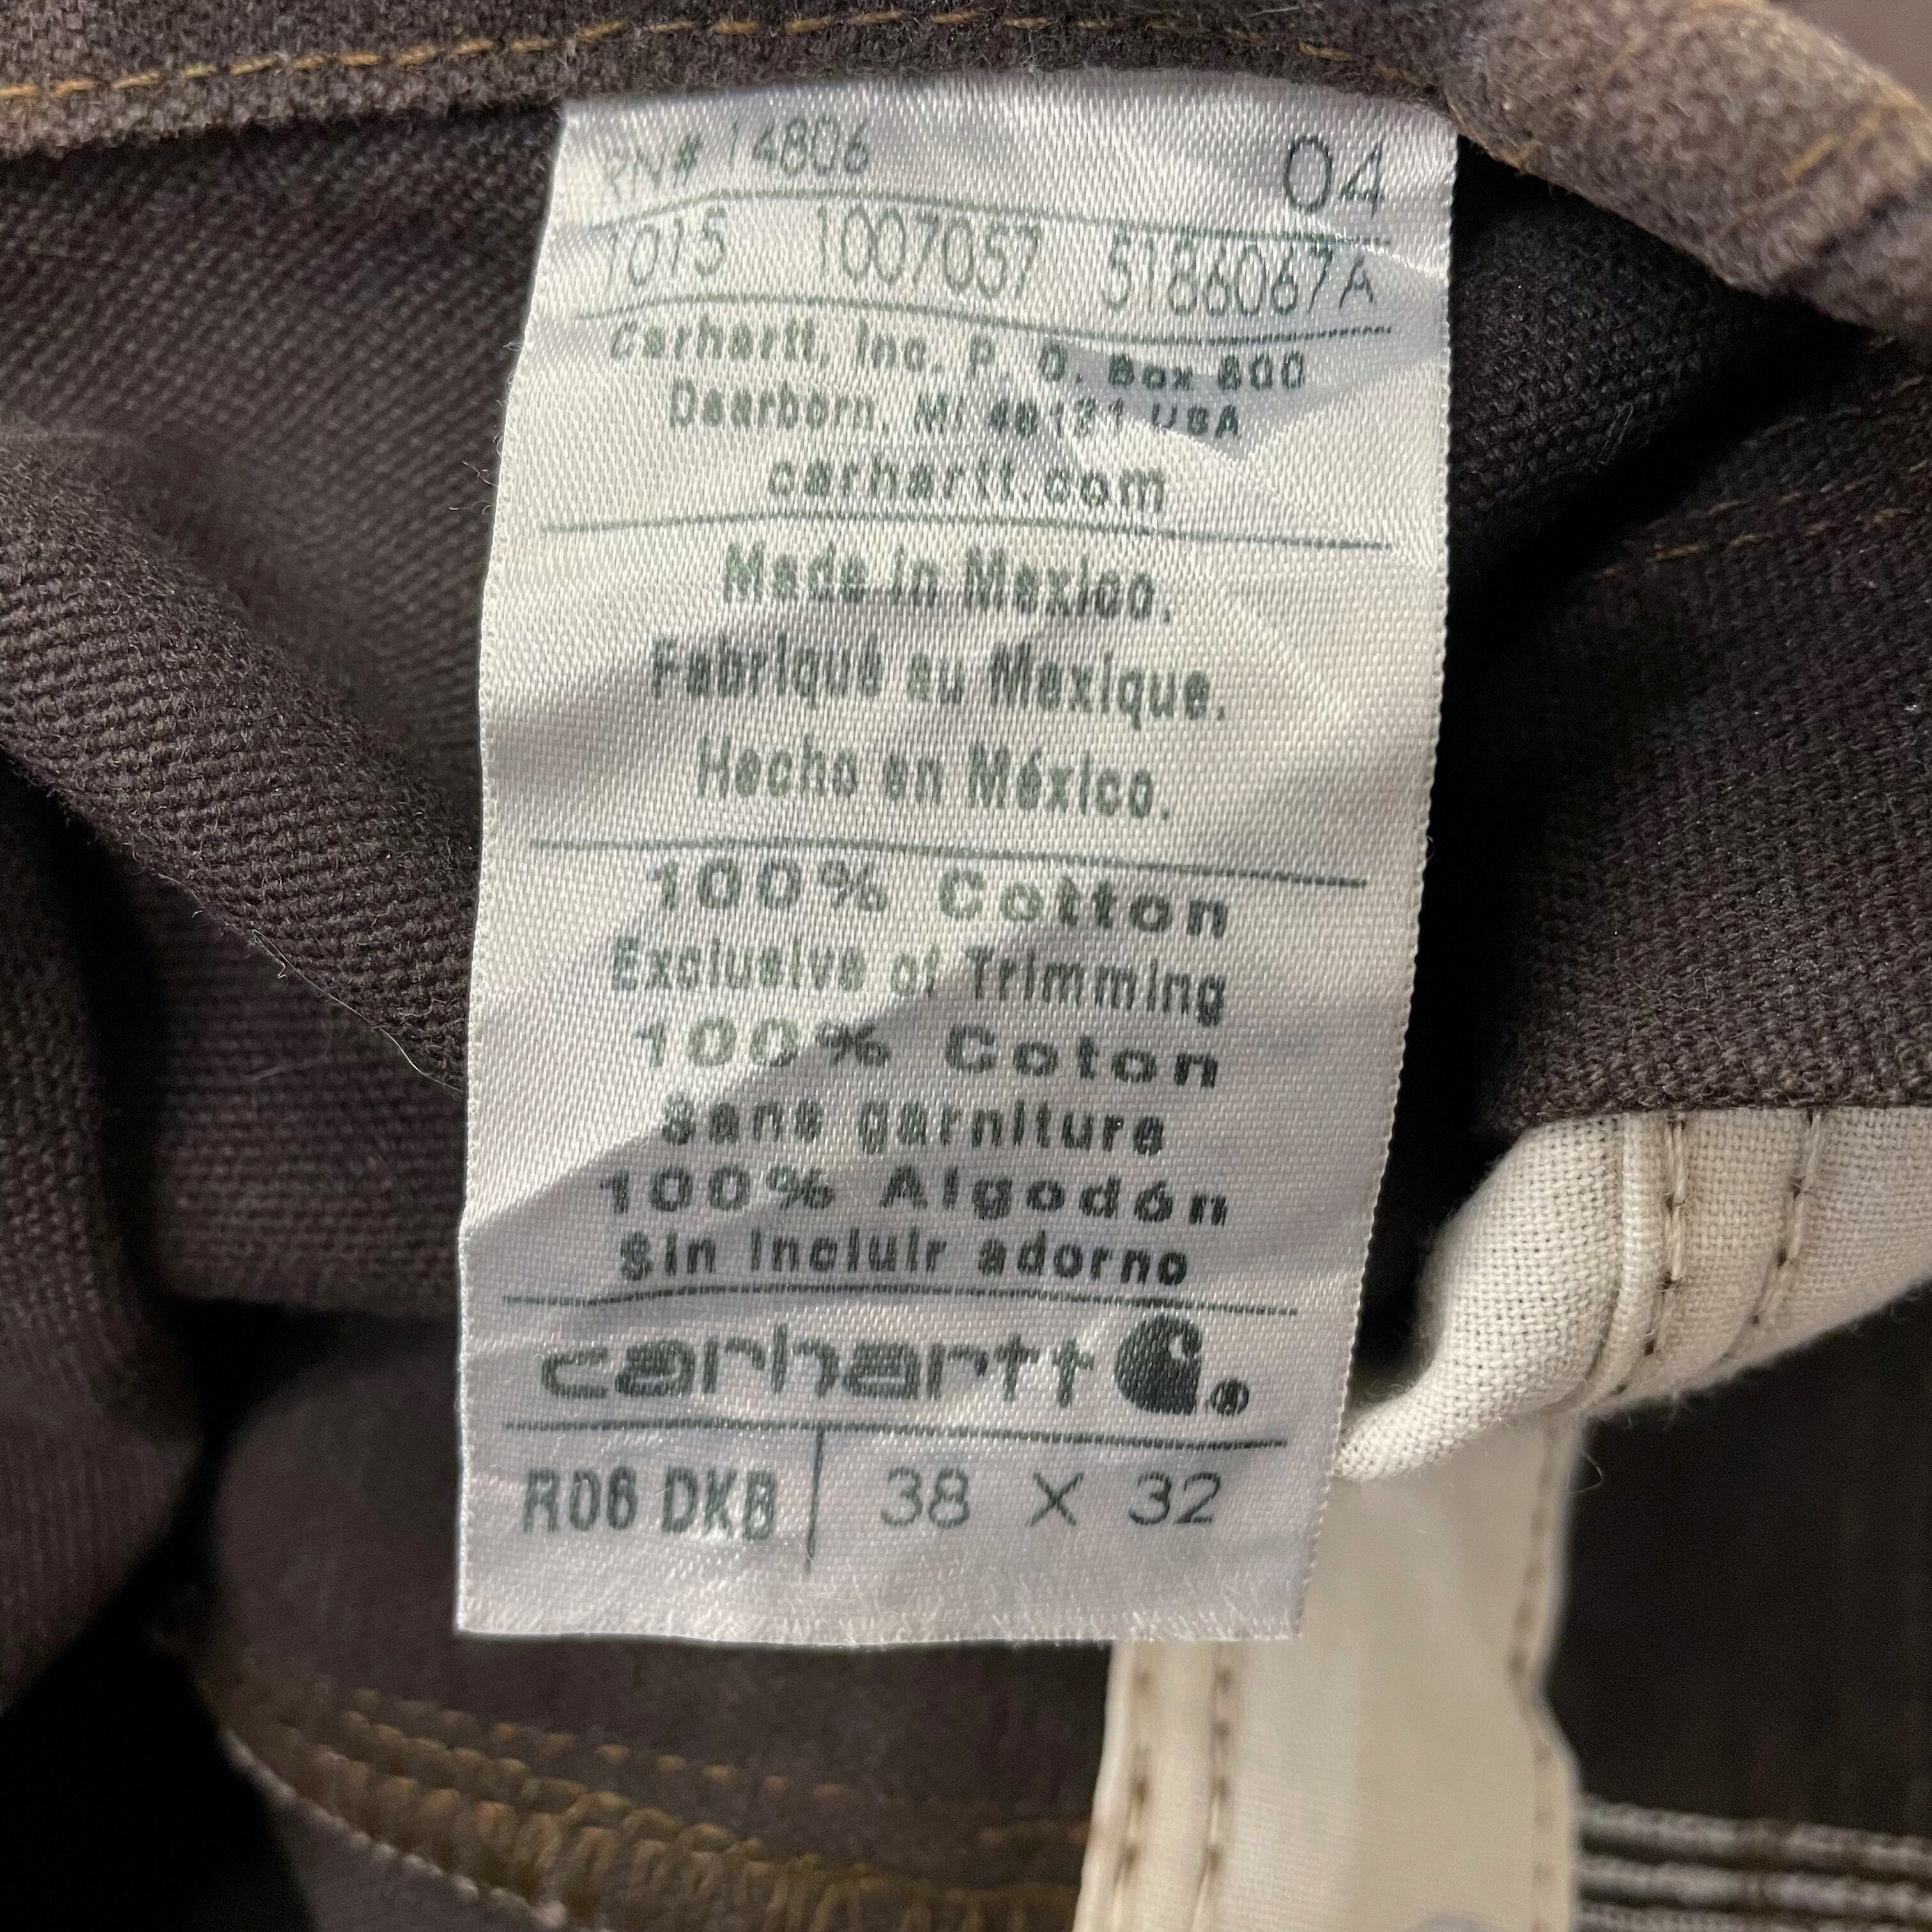 RN# 14806 04
1015 1007057 5186067A
Carhartt, Inc. P. O. Box 600
Dearborn, MI 48121 USA
carhartt.com
Made in Mexico.
Fabriqué au Mexique.
Hecho en México.
100% Cotton
Exclusive of Trimming
100% Coton
Sans garniture
100% Algodón
Sin incluir adorno
carhartt ®
R06 DKB 38 X 32